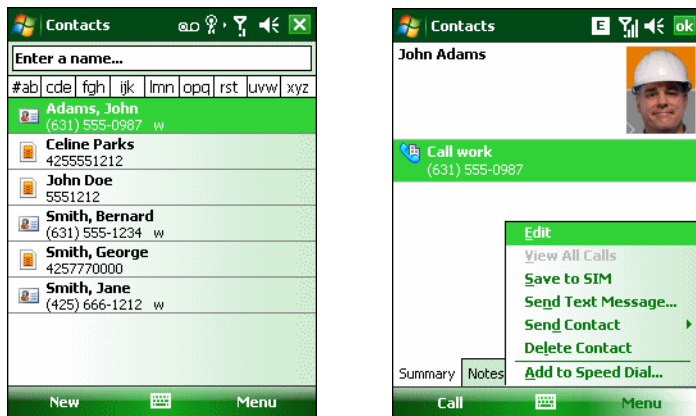 Contacts
Enter a name...
#ab cde fgh ijk lmn opq rst uvw xyz
Adams, John
(631) 555-0987 w
Celine Parks
4255551212
John Doe
5551212
Smith, Bernard
(631) 555-1234 w
Smith, George
4257770000
Smith, Jane
(425) 666-1212 w
New Menu
Contacts E ok
John Adams
Call work
(631) 555-0987
Edit
View All Calls
Save to SIM
Send Text Message...
Send Contact
Delete Contact
Add to Speed Dial...
Summary Notes
Call Menu